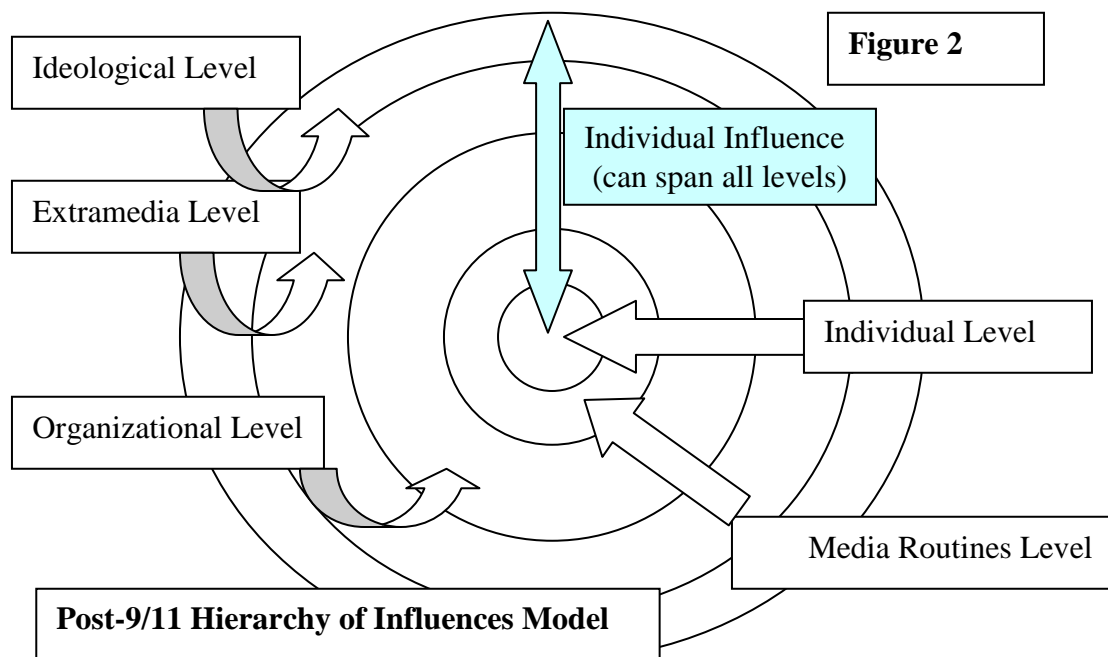 Figure 2
Ideological Level
Individual Influence
(can span all levels)
Extramedia Level
Individual Level
Organizational Level
Media Routines Level
Post-9/11 Hierarchy of Influences Model